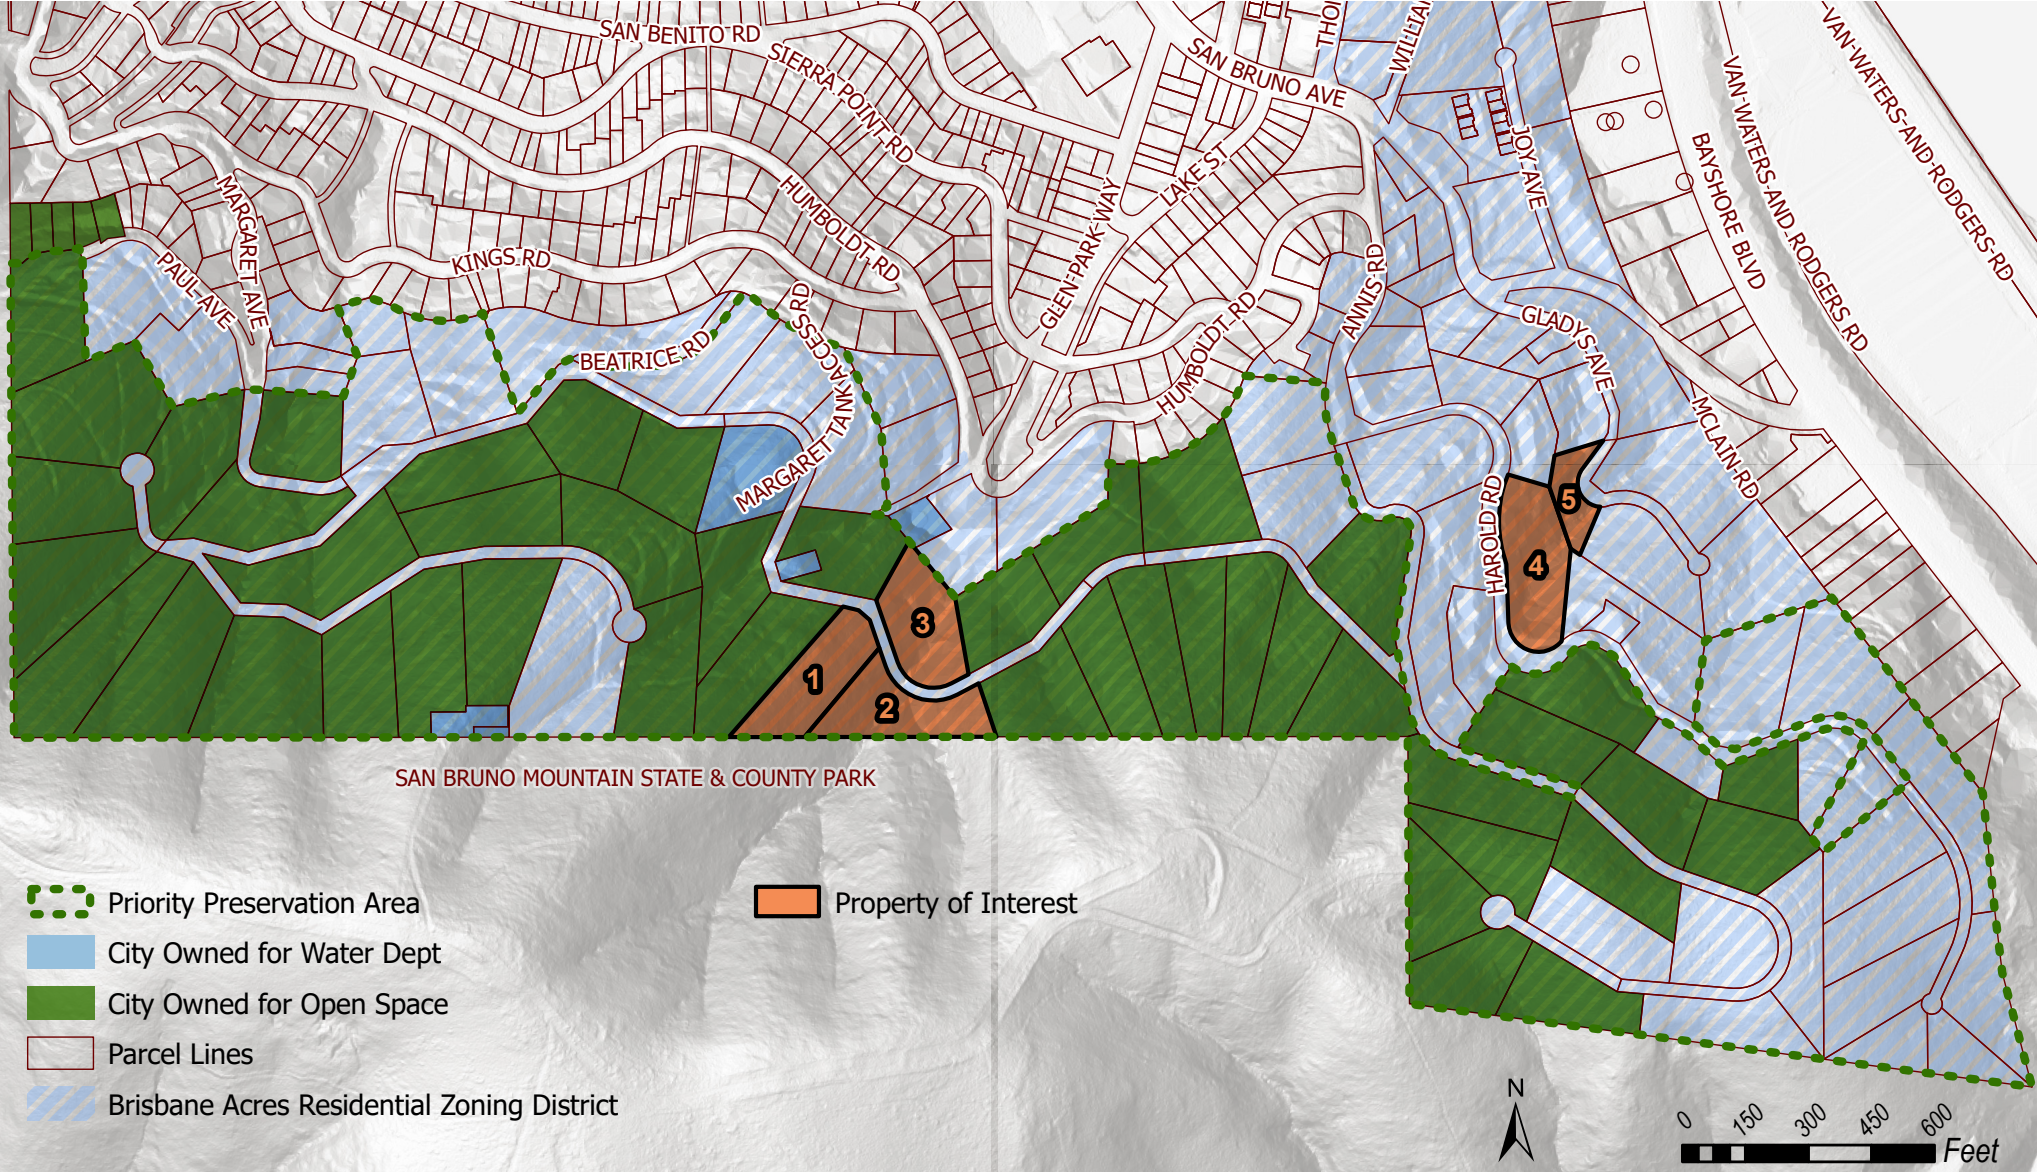 SAN BENITO RD
SIERRA POINT RD
SAN BRUNO AVE
THO
WILLIA
VAN-WATERS-AND-RODGERS-RD
VAN-WATERS-AND-RODGERS RD
BAYSHORE BLVD
JOY AVE
LAKE ST
GLEN-PARK-WAY
HUMBOLDT-RD
MARGARET AVE
PAUL AVE
KINGS RD
BEATRICE RD
MARGARET TANK ACCESS RD
HUMBOLDT-RD
ANNIS RD
GLADYS AVE
MCLAIN-RD
HAROLD RD
1
2
3
4
5
SAN BRUNO MOUNTAIN STATE & COUNTY PARK
Priority Preservation Area
City Owned for Water Dept
City Owned for Open Space
Parcel Lines
Brisbane Acres Residential Zoning District
Property of Interest
N
0 150 300 450 600
Feet